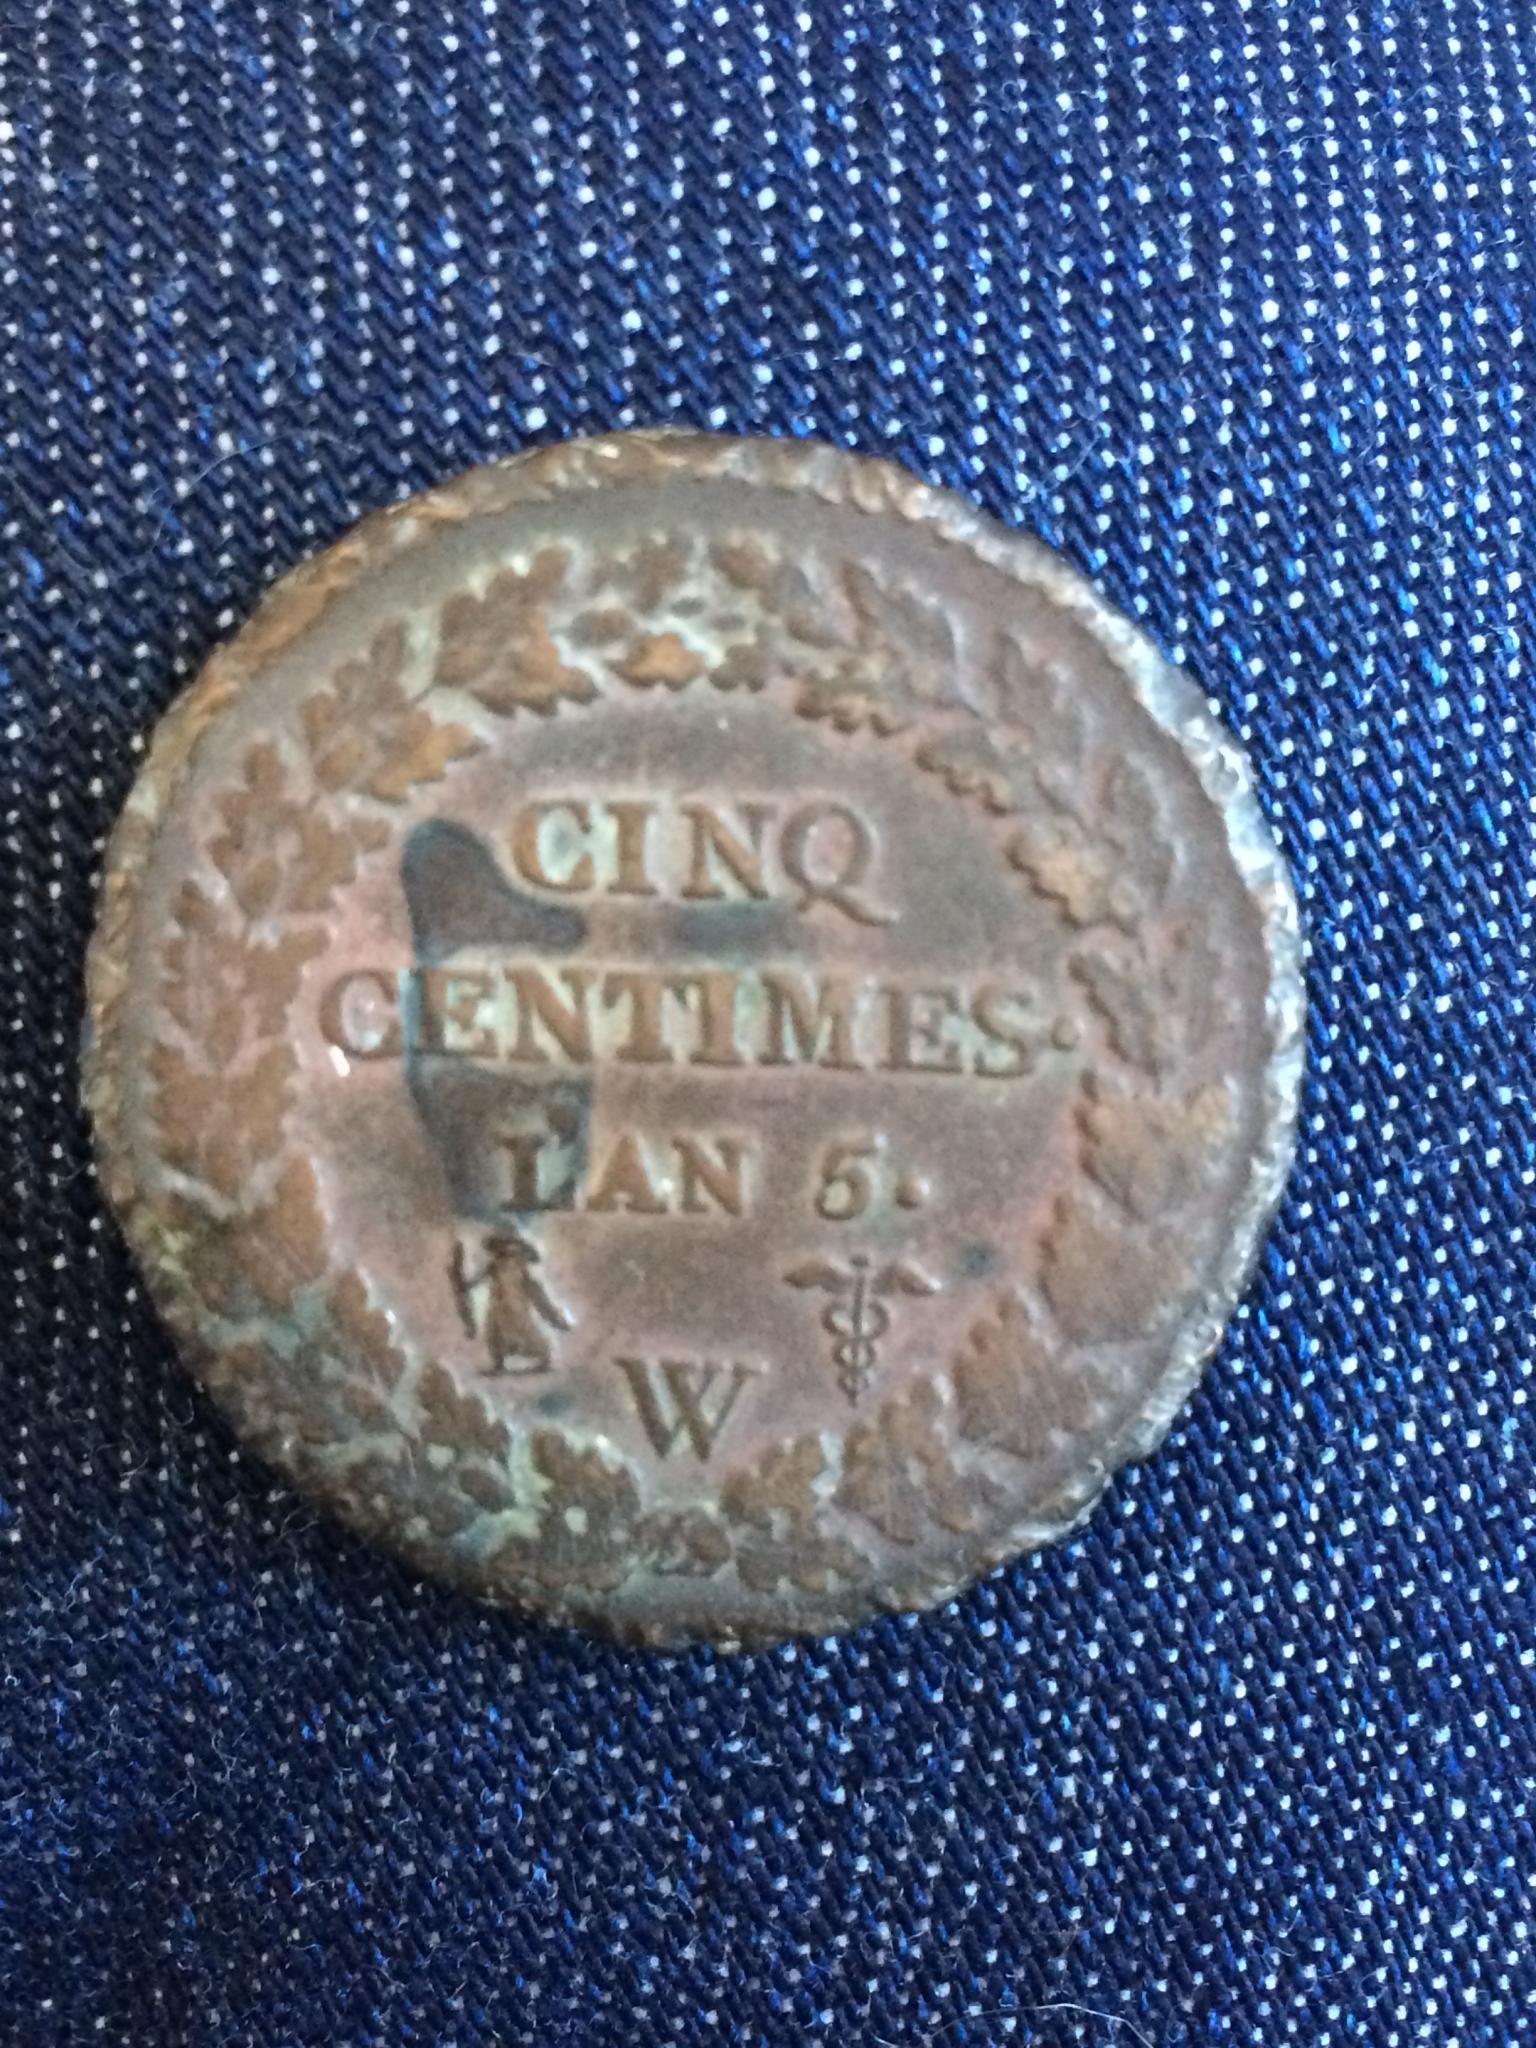 CINQ
CENTIMES.
LAN 5.
W